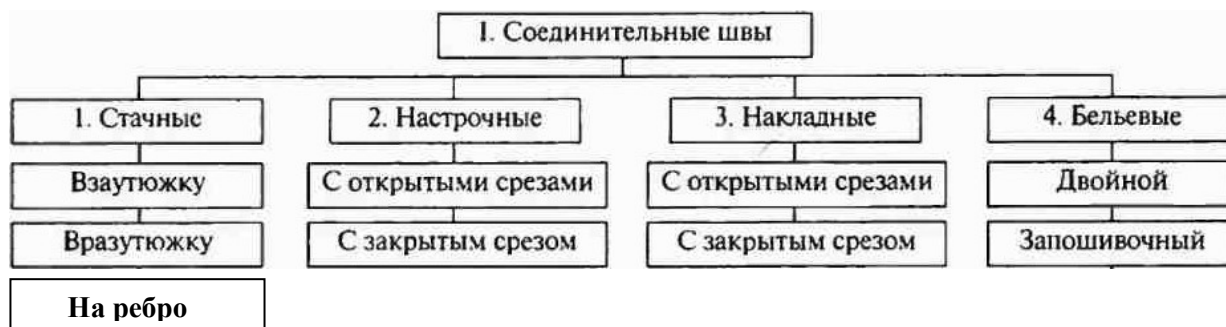 1. Соединительные швы
1. Стачные
2. Настрочные
3. Накладные
4. Бельевые
Взаутюжку
С открытыми срезами
С открытыми срезами
Двойной
Вразутюжку
С закрытым срезом
С закрытым срезом
Запошивочный
На ребро